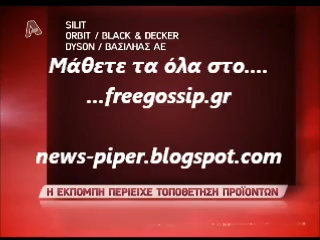 SILIT
ORBIT / BLACK & DECKER
DYSON / ΒΑΣΙΛΗΑΣ ΑΕ
Μάθετε τα όλα στο....
...freegossip.gr
news-piper.blogspot.com
Η ΕΚΠΟΜΠΗ ΠΕΡΙΕΙΧΕ ΤΟΠΟΘΕΤΗΣΗ ΠΡΟΪΟΝΤΩΝ